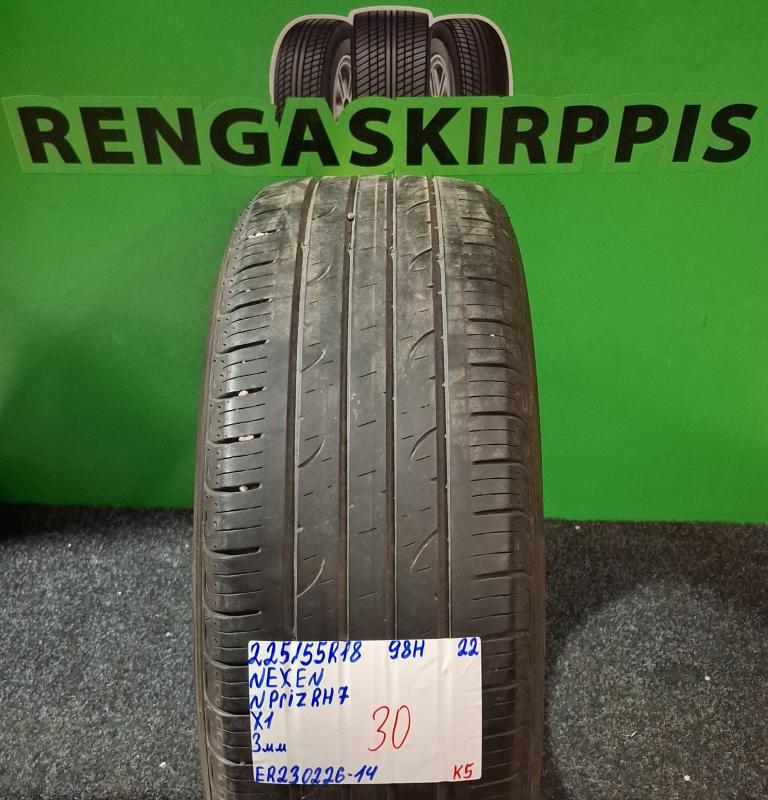 RENGASKIRPPIS
225/55R18 98H 22
NEXEN
NPrizRH7
X1
3мм 30
ER230226-14 K5